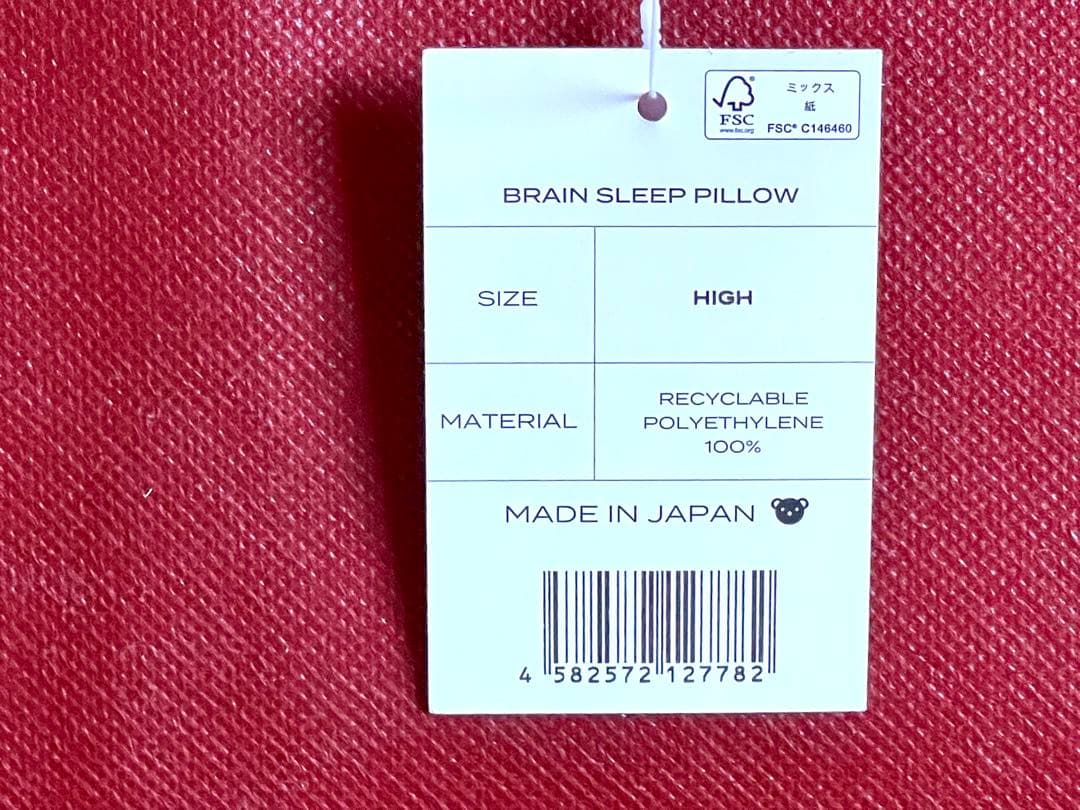 FSC®
www.fsc.org
ミックス
紙
FSC® C146460
BRAIN SLEEP PILLOW
SIZE
HIGH
MATERIAL
RECYCLABLE
POLYETHYLENE
100%
MADE IN JAPAN
4 582572 127782